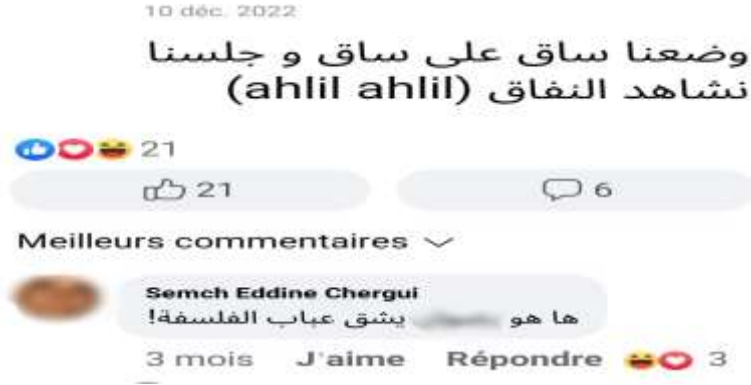 10 déc. 2022
وضعنا ساق على ساق و جلسنا
نشاهد النفاق (ahlil ahlil)
21
21
6
Meilleurs commentaires
Semch Eddine Chergui
ها هو يشق عباب الفلسفة!
3 mois J'aime Répondre 3